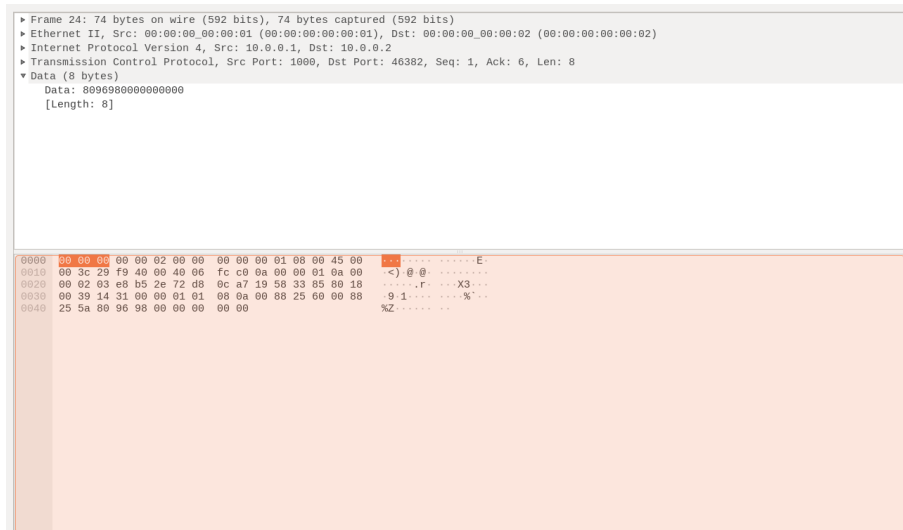 Frame 24: 74 bytes on wire (592 bits), 74 bytes captured (592 bits)
Ethernet II, Src: 00:00:00_00:00:01 (00:00:00:00:00:01), Dst: 00:00:00_00:00:02 (00:00:00:00:00:02)
Internet Protocol Version 4, Src: 10.0.0.1, Dst: 10.0.0.2
Transmission Control Protocol, Src Port: 1000, Dst Port: 46382, Seq: 1, Ack: 6, Len: 8
Data (8 bytes)
Data: 8096980000000000
[Length: 8]
0000 00 00 00 00 00 02 00 00 00 00 00 01 08 00 45 00 ········ ······E·
0010 00 3c 29 f9 40 00 40 06 fc c0 0a 00 00 01 0a 00 ·<)·@·@· ········
0020 00 02 03 e8 b5 2e 72 d8 0c a7 19 58 33 85 80 18 ·····.r· ···X3···
0030 00 39 14 31 00 00 01 01 08 0a 00 88 25 60 00 88 ·9·1···· ····%`··
0040 25 5a 80 96 98 00 00 00 00 00 %Z······ ··